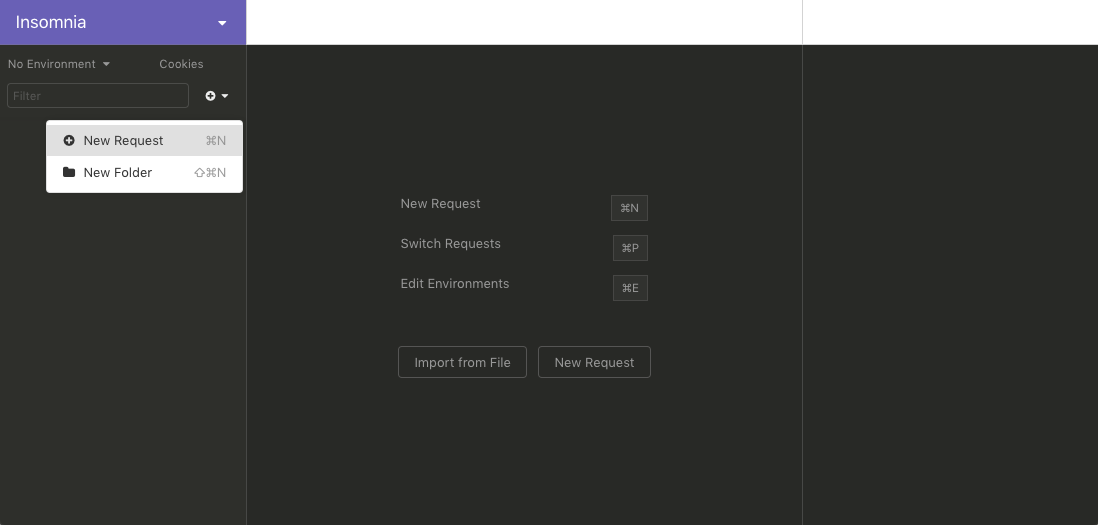 Insomnia
No Environment
Cookies
Filter
New Request ⌘N
New Folder ⇧⌘N
New Request ⌘N
Switch Requests ⌘P
Edit Environments ⌘E
Import from File
New Request